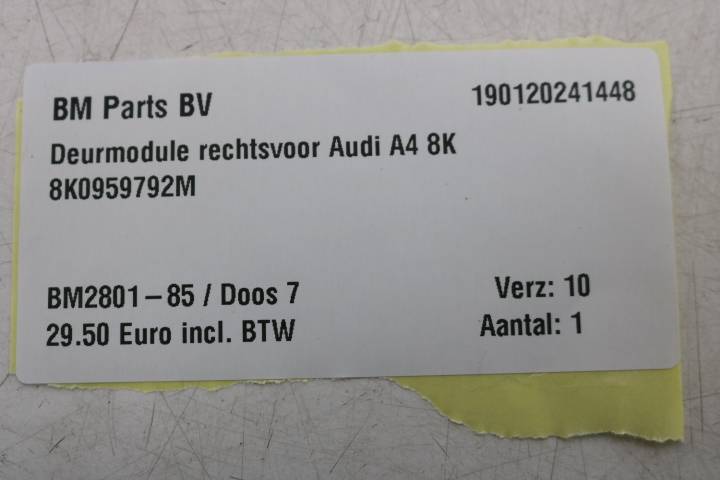 BM Parts BV 190120241448
Deurmodule rechtsvoor Audi A4 8K
8K0959792M
BM2801-85 / Doos 7 Verz: 10
29.50 Euro incl. BTW Aantal: 1